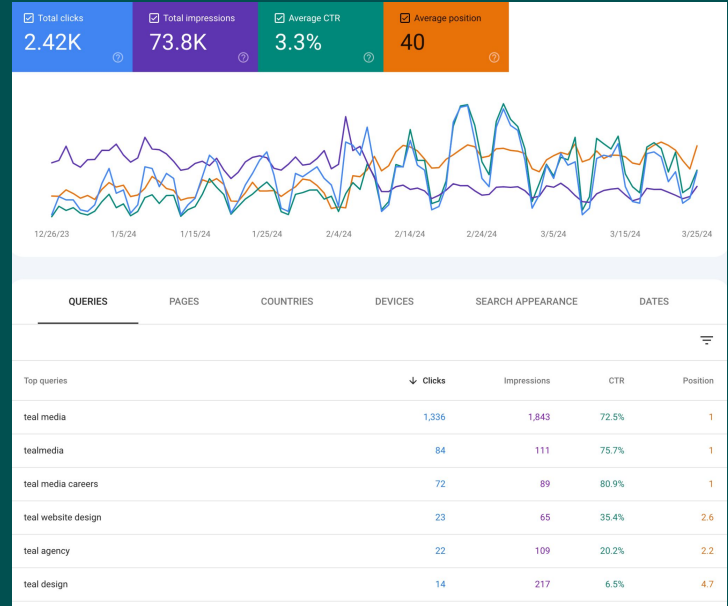 Total clicks
2.42K
Total impressions
73.8K
Average CTR
3.3%
Average position
40
12/26/23 1/5/24 1/15/24 1/25/24 2/4/24 2/14/24 2/24/24 3/5/24 3/15/24 3/25/24
QUERIES PAGES COUNTRIES DEVICES SEARCH APPEARANCE DATES
Top queries Clicks Impressions CTR Position
teal media 1,336 1,843 72.5% 1
tealmedia 84 111 75.7% 1
teal media careers 72 89 80.9% 1
teal website design 23 65 35.4% 2.6
teal agency 22 109 20.2% 2.2
teal design 14 217 6.5% 4.7